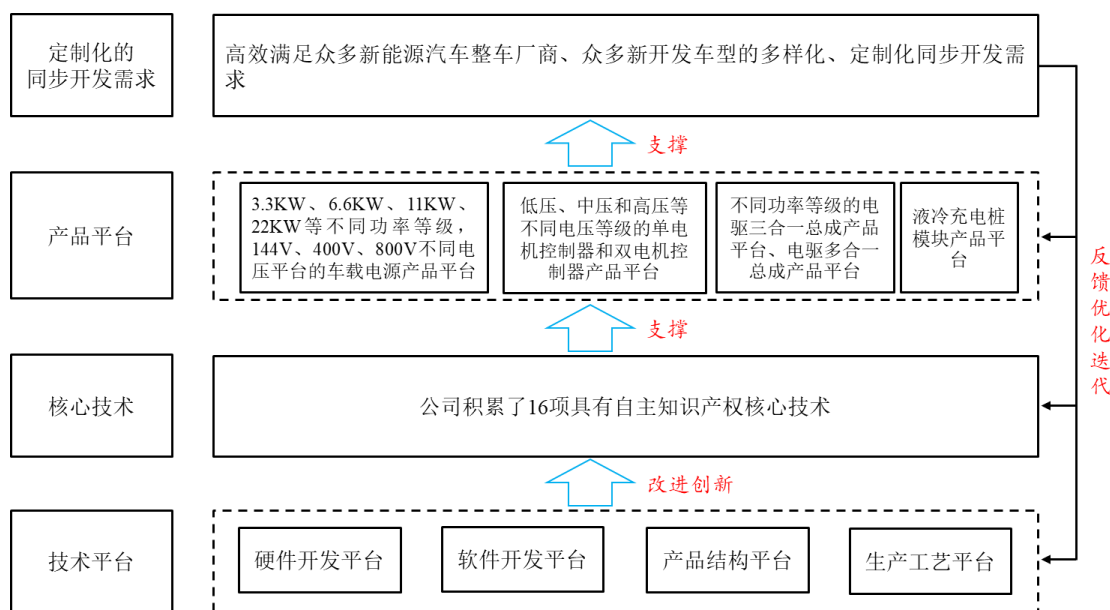 定制化的
同步开发需求
高效满足众多新能源汽车整车厂商、众多新开发车型的多样化、定制化同步开发需
求
支撑
产品平台
3.3KW、6.6KW、11KW、
22KW等不同功率等级，
144V、400V、800V不同电
压平台的车载电源产品平台
低压、中压和高压等
不同电压等级的单电
机控制器和双电机控
制器产品平台
不同功率等级的电
驱三合一总成产品
平台、电驱多合一
总成产品平台
液冷充电桩
模块产品平
台
反
馈
优
化
迭
代
支撑
核心技术
公司积累了16项具有自主知识产权核心技术
改进创新
技术平台
硬件开发平台
软件开发平台
产品结构平台
生产工艺平台